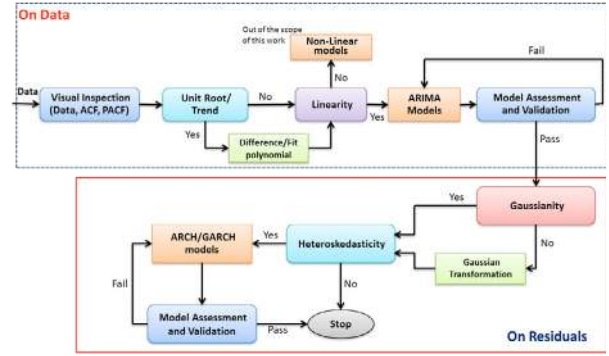 On Data
Out of the scope
of this work
Non-Linear
models
Fail
No
Data
Visual Inspection
(Data, ACF, PACF)
Unit Root/
Trend
No
Linearity
Yes
ARIMA
Models
Model Assessment
and Validation
Yes
Difference/Fit
polynomial
Pass
Gaussianity
Yes
No
ARCH/GARCH
models
Yes
Heteroskedasticity
Gaussian
Transformation
Fail
No
Model Assessment
and Validation
Pass
Stop
On Residuals